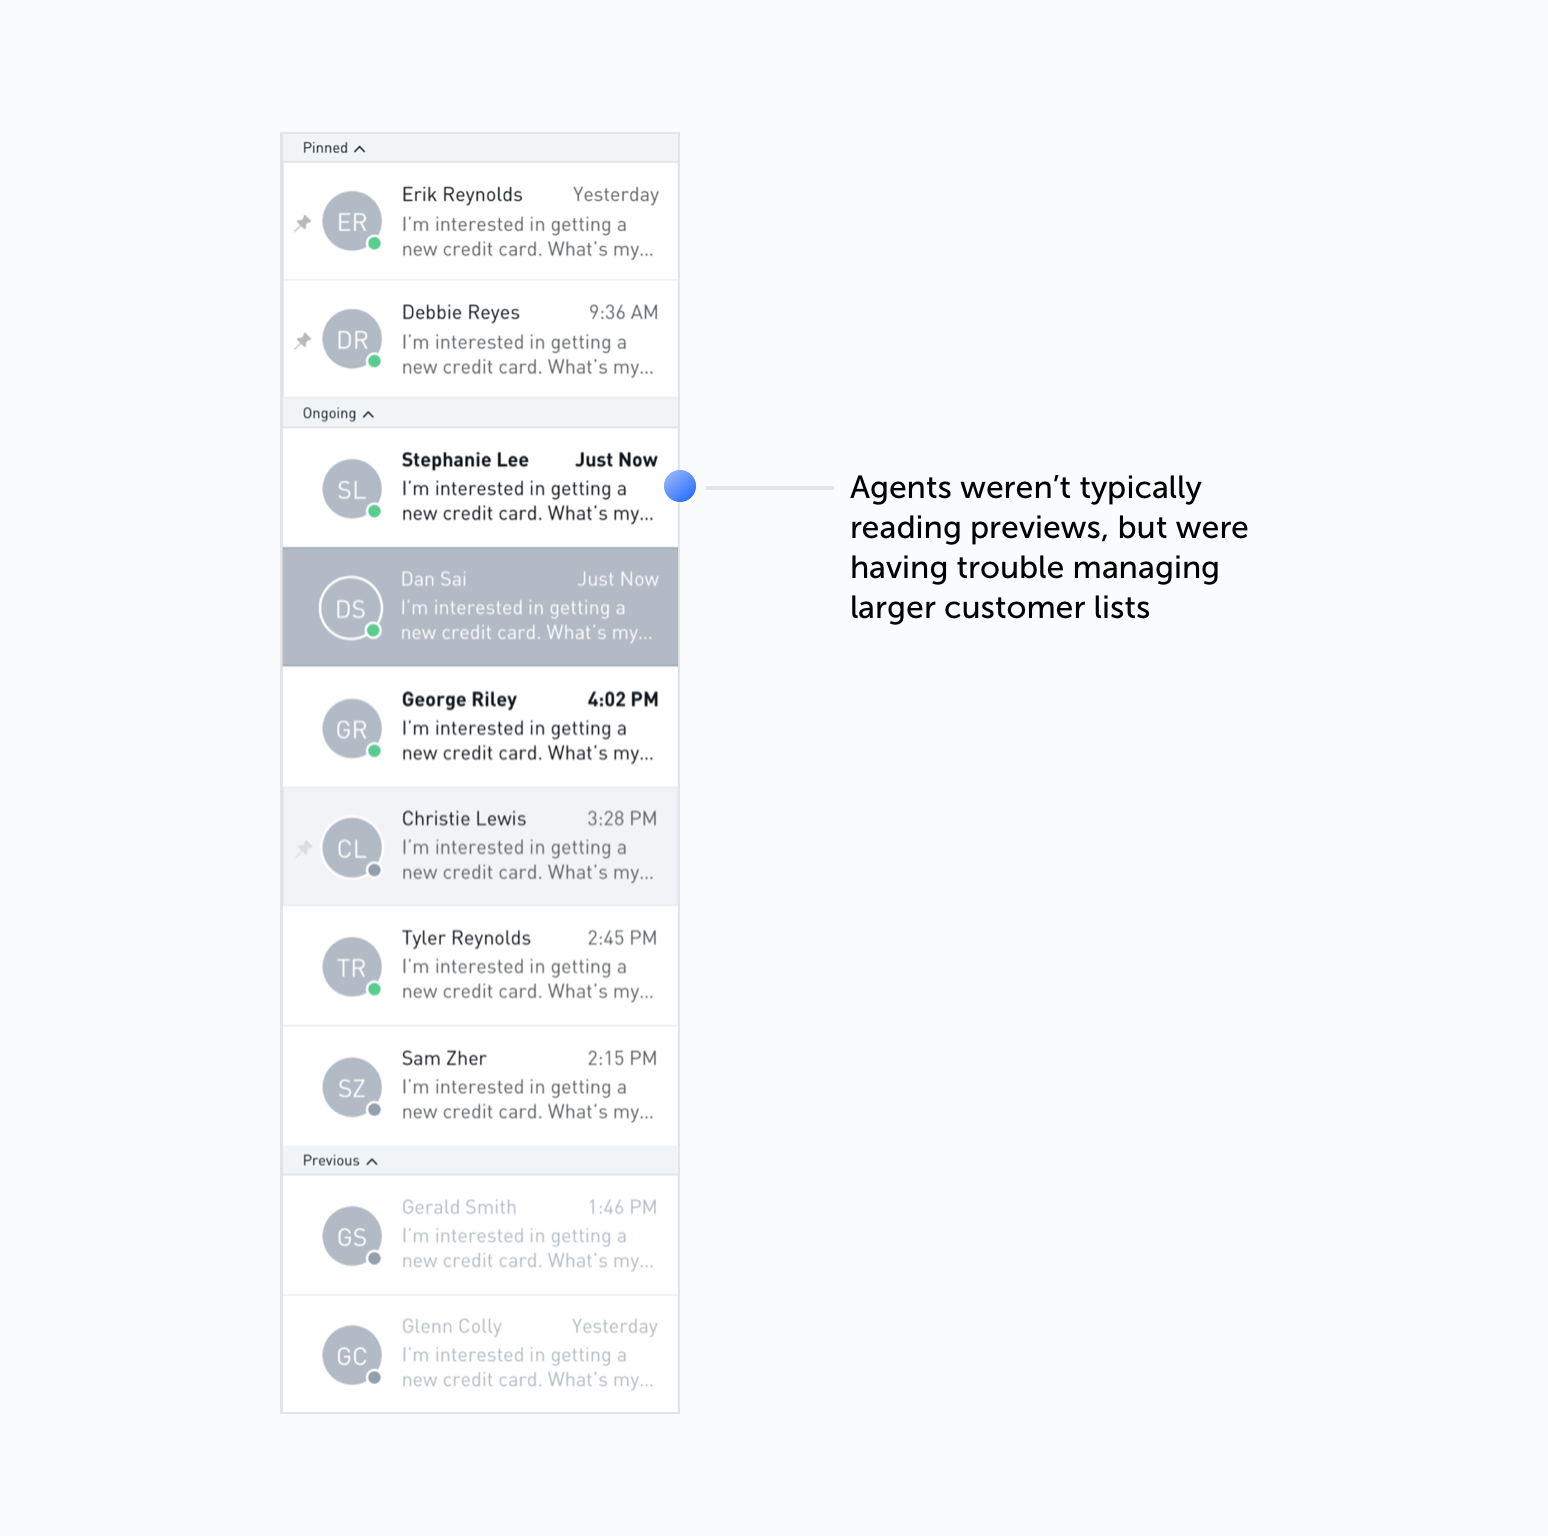 Pinned
ER
Erik Reynolds Yesterday
I'm interested in getting a
new credit card. What's my...
DR
Debbie Reyes 9:36 AM
I'm interested in getting a
new credit card. What's my...
Ongoing
SL
Stephanie Lee Just Now
I'm interested in getting a
new credit card. What's my...
Agents weren’t typically
reading previews, but were
having trouble managing
larger customer lists
DS
Dan Sai Just Now
I'm interested in getting a
new credit card. What's my...
GR
George Riley 4:02 PM
I'm interested in getting a
new credit card. What's my...
CL
Christie Lewis 3:28 PM
I'm interested in getting a
new credit card. What's my...
TR
Tyler Reynolds 2:45 PM
I'm interested in getting a
new credit card. What's my...
SZ
Sam Zher 2:15 PM
I'm interested in getting a
new credit card. What's my...
Previous
GS
Gerald Smith 1:46 PM
I'm interested in getting a
new credit card. What's my...
GC
Glenn Colly Yesterday
I'm interested in getting a
new credit card. What's my...